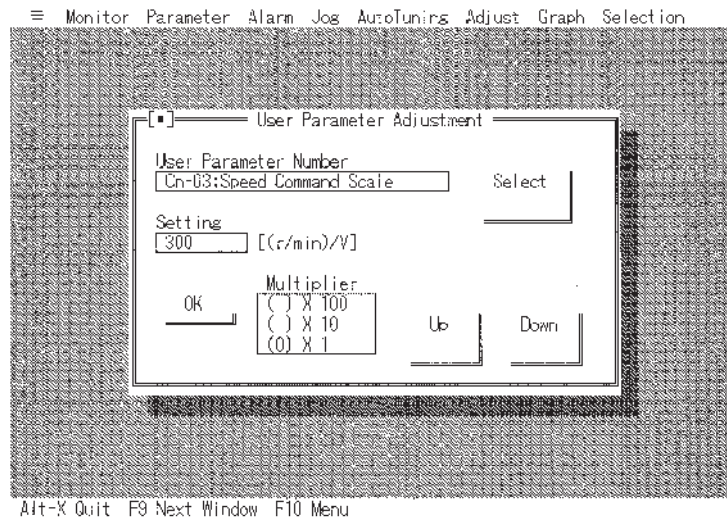 ≡ Monitor Parameter Alarm Jog AutoTuning Adjust Graph Selection
[▪] User Parameter Adjustment
User Parameter Number
Cn-03:Speed Command Scale
Select
Setting
300 [(r/min)/V]
Multiplier
( ) X 100
( ) X 10
(0) X 1
OK
Up
Down
Alt-X Quit F9 Next Window F10 Menu